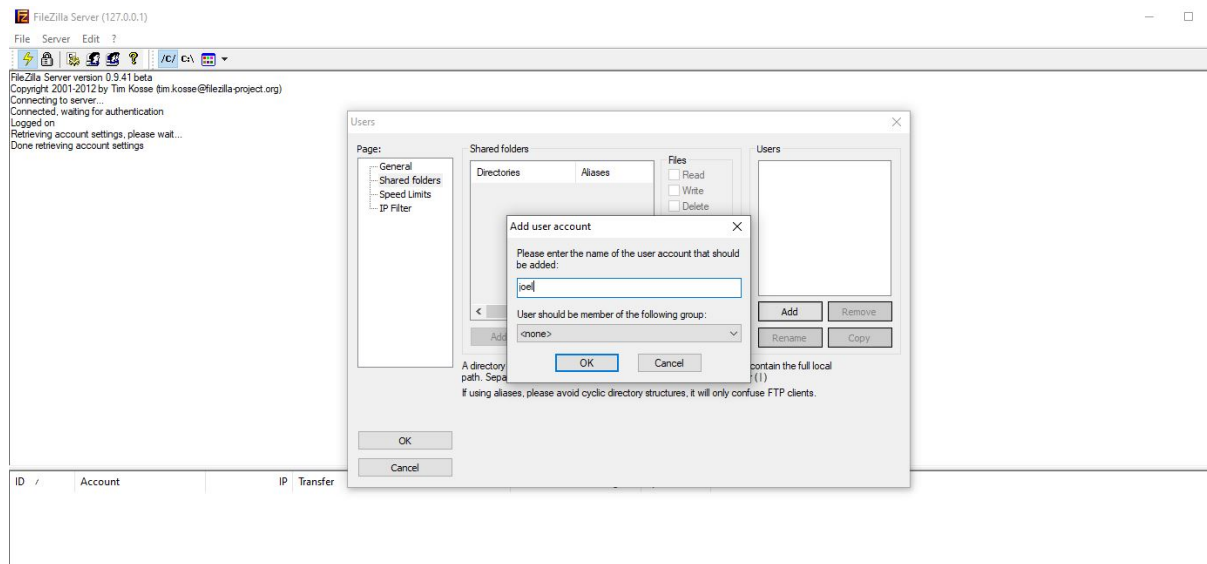 FileZilla Server (127.0.0.1)
File Server Edit ?
/C/ C:\
FileZilla Server version 0.9.41 beta
Copyright 2001-2012 by Tim Kosse (tim.kosse@filezilla-project.org)
Connecting to server...
Connected, waiting for authentication
Logged on
Retrieving account settings, please wait...
Done retrieving account settings
Users
Page:
General
Shared folders
Speed Limits
IP Filter
OK
Cancel
Shared folders
Directories Aliases
Files
Read
Write
Delete
Add
Users
Add Remove
Rename Copy
Add user account
Please enter the name of the user account that should
be added:
joel
User should be member of the following group:
<none>
OK Cancel
A directory contain the full local
path. Sepa (|)
If using aliases, please avoid cyclic directory structures, it will only confuse FTP clients.
ID / Account IP Transfer